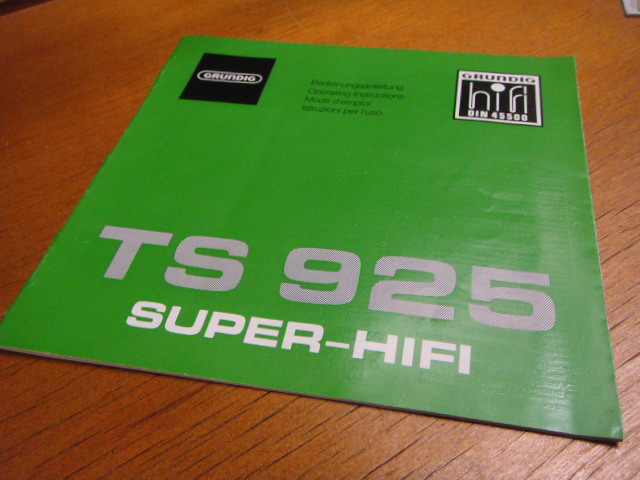 GRUNDIG
Bedienungsanleitung
Operating Instructions
Mode d'emploi
Istruzioni per l'uso
GRUNDIG
hifi
DIN 45500
TS 925
SUPER-HIFI